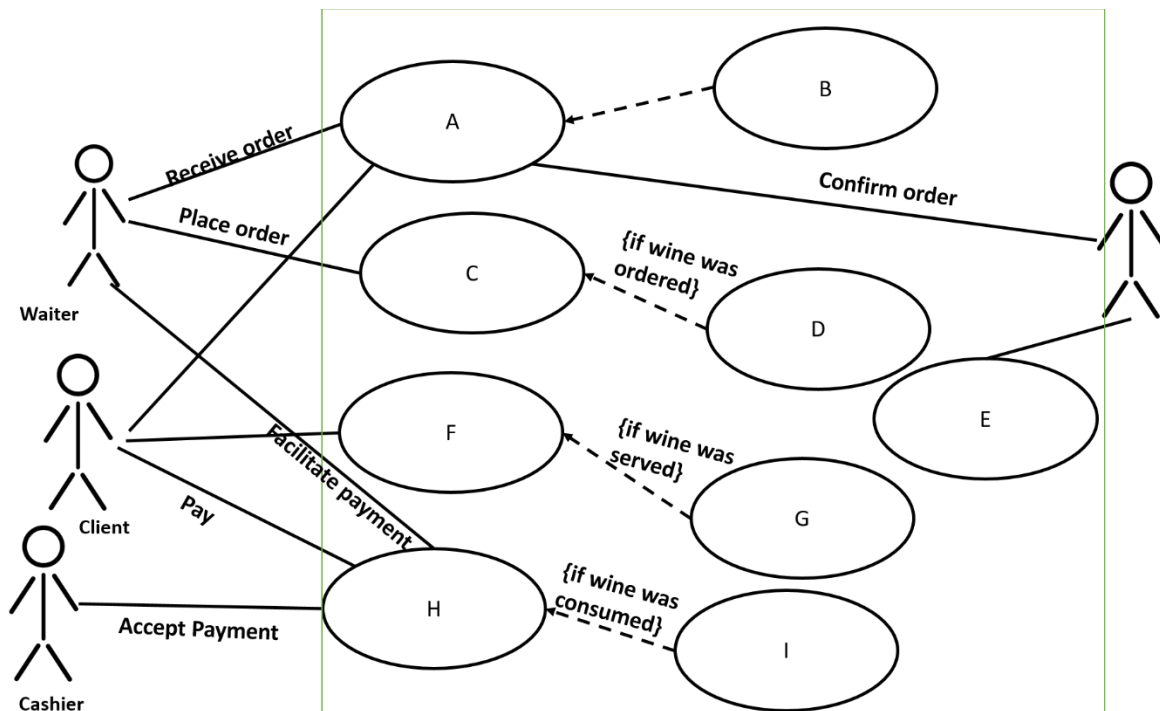 B
A
Receive order
Confirm order
Place order
{if wine was
ordered}
C
Waiter
D
E
F
{if wine was
served}
Facilitate payment
Pay
G
Client
{if wine was
consumed}
H
Accept Payment
I
Cashier